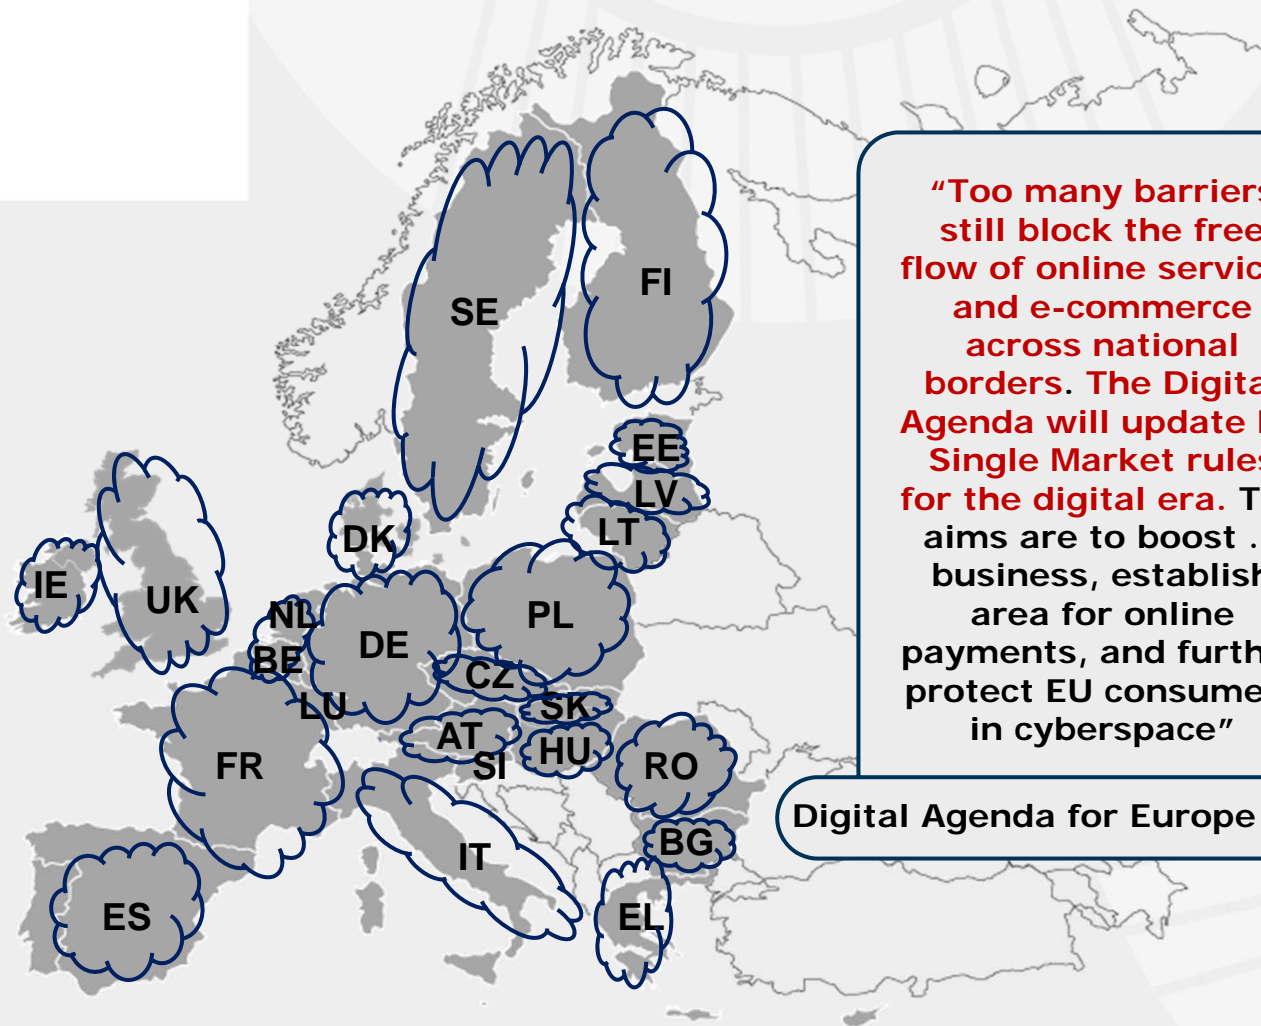 SE
FI
EE
LV
LT
DK
IE
UK
NL
BE
DE
PL
CZ
LU
SK
AT
SI
HU
FR
RO
BG
IT
ES
EL
“Too many barriers
still block the free
flow of online servic
and e-commerce
across national
borders. The Digita
Agenda will update
Single Market rules
for the digital era. T
aims are to boost .
business, establish
area for online
payments, and furth
protect EU consume
in cyberspace”
Digital Agenda for Europe